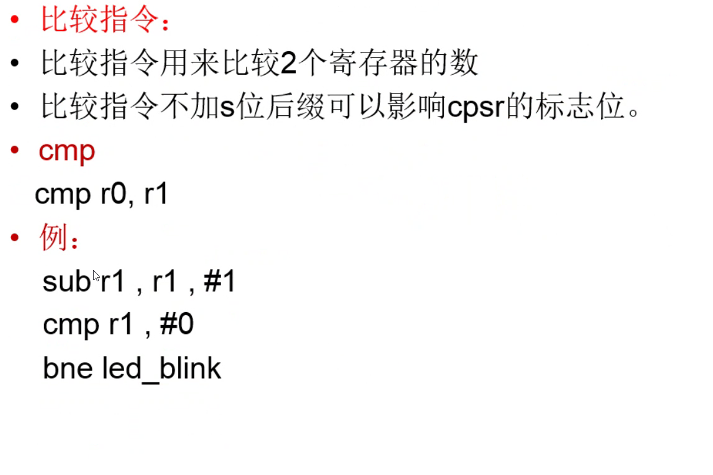 • 比较指令：
• 比较指令用来比较2个寄存器的数
• 比较指令不加s位后缀可以影响cpsr的标志位。
• cmp
cmp r0, r1
• 例：
sub r1 , r1 , #1
cmp r1 , #0
bne led_blink